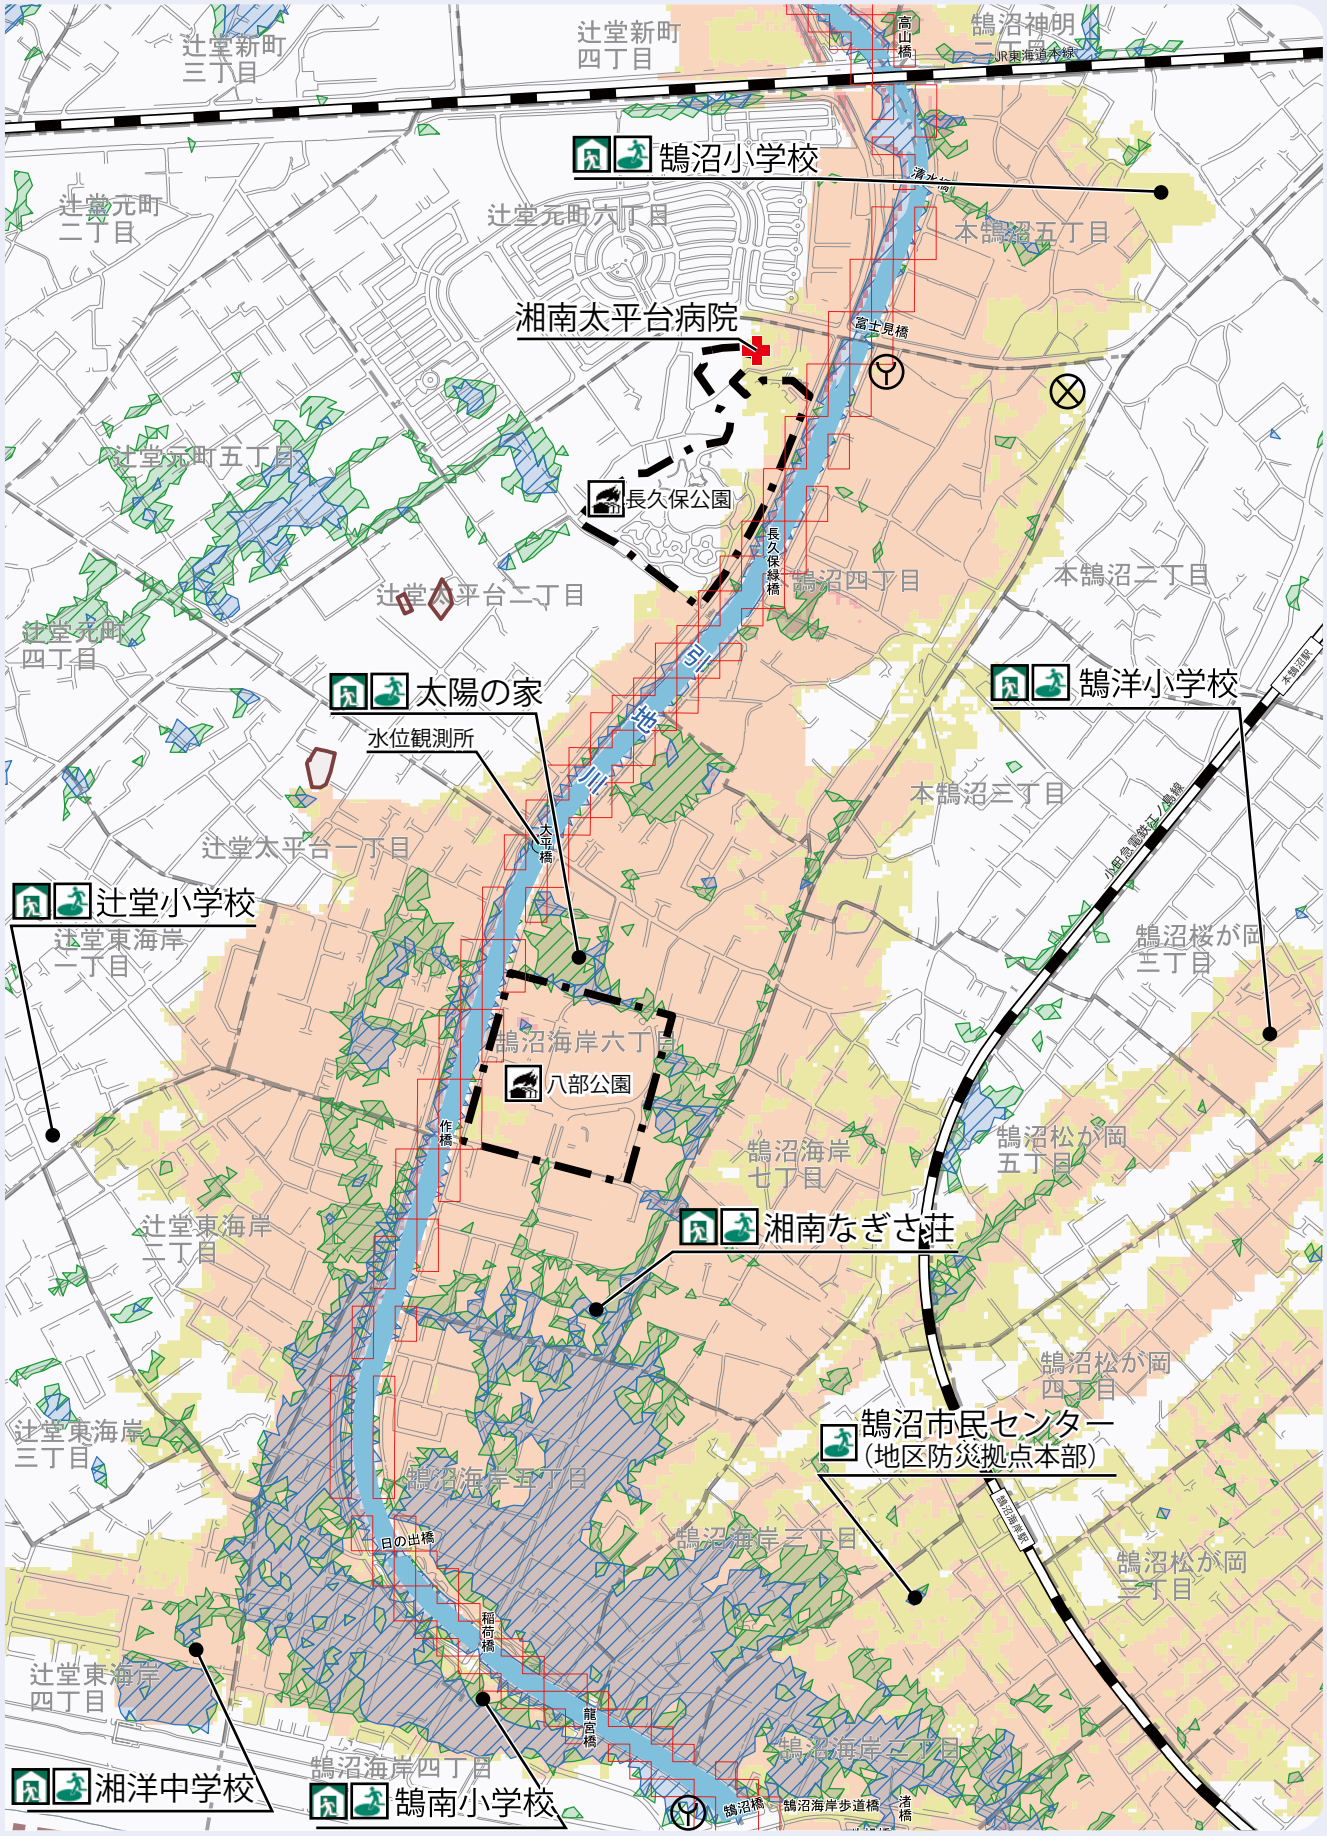 高山橋
鵠沼神明
二丁目
辻堂新町
三丁目
辻堂新町
四丁目
JR東海道本線
鵠沼小学校
清水橋
辻堂元町
二丁目
辻堂元町六丁目
本鵠沼五丁目
湘南太平台病院
富士見橋
辻堂元町五丁目
長久保公園
長久保緑橋
鵠沼四丁目
本鵠沼二丁目
辻堂太平台二丁目
辻堂元町
四丁目
引地川
本鵠沼駅
太陽の家
鵠洋小学校
水位観測所
本鵠沼三丁目
小田急電鉄江ノ島線
太平橋
辻堂太平台一丁目
辻堂小学校
辻堂東海岸
一丁目
鵠沼桜が岡
三丁目
鵠沼海岸六丁目
八部公園
作橋
鵠沼海岸
七丁目
鵠沼松が岡
五丁目
辻堂東海岸
二丁目
湘南なぎさ荘
鵠沼松が岡
四丁目
辻堂東海岸
三丁目
鵠沼市民センター
（地区防災拠点本部）
鵠沼海岸五丁目
鵠沼海岸駅
日の出橋
鵠沼海岸三丁目
鵠沼松が岡
三丁目
稲荷橋
辻堂東海岸
四丁目
龍宮橋
鵠沼海岸二丁目
鵠沼海岸四丁目
湘洋中学校
鵠南小学校
鵠沼橋
鵠沼海岸歩道橋
渚橋